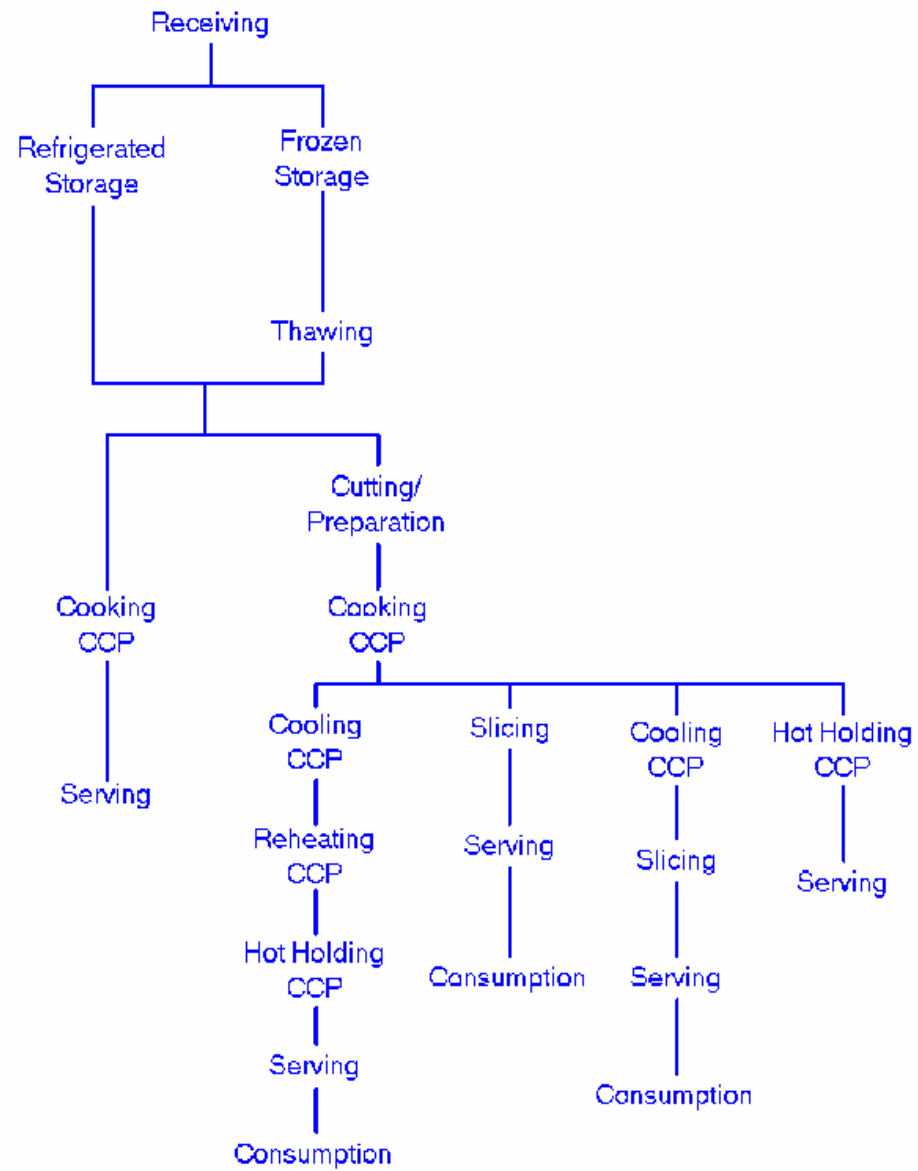 Receiving
Refrigerated
Storage
Frozen
Storage
Thawing
Cutting/
Preparation
Cooking
CCP
Cooking
CCP
Serving
Cooling
CCP
Reheating
CCP
Hot Holding
CCP
Serving
Consumption
Slicing
Serving
Consumption
Cooling
CCP
Slicing
Serving
Consumption
Hot Holding
CCP
Serving